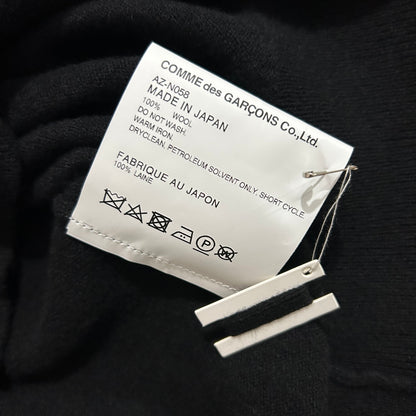 COMME des GARÇONS Co., Ltd.
AZ-N058
MADE IN JAPAN
100% WOOL
DO NOT WASH.
WARM IRON.
DRYCLEAN, PETROLEUM SOLVENT ONLY, SHORT CYCLE.
FABRIQUE AU JAPON
100% LAINE
P W